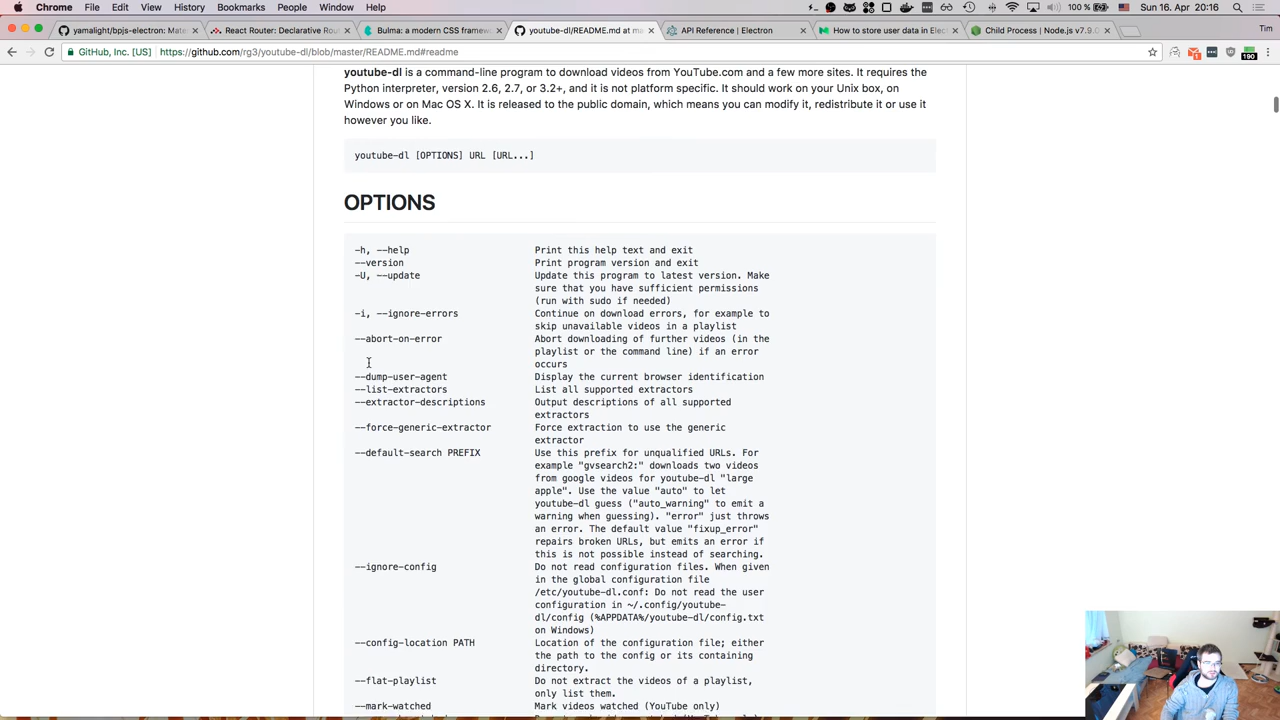 Chrome File Edit View History Bookmarks People Window Help 100 % Sun 16. Apr 20:16
yamalight/bpjs-electron: Mate React Router: Declarative Rou Bulma: a modern CSS framew youtube-dl/README.md at ma API Reference | Electron How to store user data in Elect Child Process | Node.js v7.9.0 Tim
GitHub, Inc. [US] https://github.com/rg3/youtube-dl/blob/master/README.md#readme 190
youtube-dl is a command-line program to download videos from YouTube.com and a few more sites. It requires the
Python interpreter, version 2.6, 2.7, or 3.2+, and it is not platform specific. It should work on your Unix box, on
Windows or on Mac OS X. It is released to the public domain, which means you can modify it, redistribute it or use it
however you like.
youtube-dl [OPTIONS] URL [URL...]
OPTIONS
-h, --help Print this help text and exit
--version Print program version and exit
-U, --update Update this program to latest version. Make
sure that you have sufficient permissions
(run with sudo if needed)
-i, --ignore-errors Continue on download errors, for example to
skip unavailable videos in a playlist
--abort-on-error Abort downloading of further videos (in the
playlist or the command line) if an error
occurs
--dump-user-agent Display the current browser identification
--list-extractors List all supported extractors
--extractor-descriptions Output descriptions of all supported
extractors
--force-generic-extractor Force extraction to use the generic
extractor
--default-search PREFIX Use this prefix for unqualified URLs. For
example "gvsearch2:" downloads two videos
from google videos for youtube-dl "large
apple". Use the value "auto" to let
youtube-dl guess ("auto_warning" to emit a
warning when guessing). "error" just throws
an error. The default value "fixup_error"
repairs broken URLs, but emits an error if
this is not possible instead of searching.
--ignore-config Do not read configuration files. When given
in the global configuration file
/etc/youtube-dl.conf: Do not read the user
configuration in ~/.config/youtube-
dl/config (%APPDATA%/youtube-dl/config.txt
on Windows)
--config-location PATH Location of the configuration file; either
the path to the config or its containing
directory.
--flat-playlist Do not extract the videos of a playlist,
only list them.
--mark-watched Mark videos watched (YouTube only)